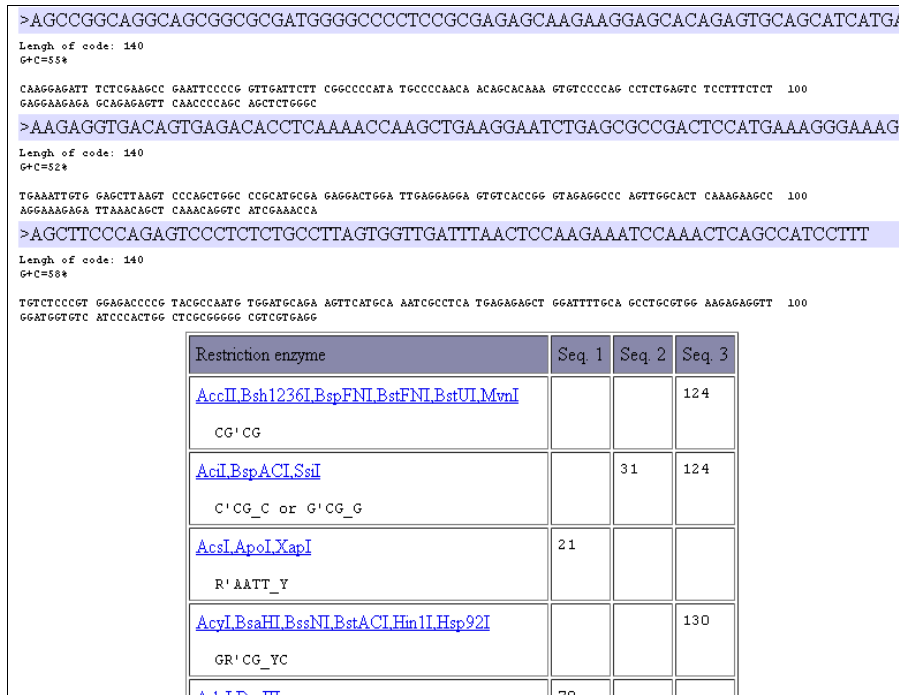 >AGCCGGCAGGCAGCGGCGCGATGGGGCCCCTCCGCGAGAGCAAGAAGGAGCACAGAGTGCAGCATCATGA
Lengh of code: 140
G+C=55%
CAAGGAGATT TCTCGAAGCC GAATTCCCCG GTTGATTCTT CGGCCCCATA TGCCCCAACA ACAGCACAAA GTGTCCCCAG CCTCTGAGTC TCCTTTCTCT 100
GAGGAAGAGA GCAGAGAGTT CAACCCCAGC AGCTCTGGGC
>AAGAGGTGACAGTGAGACACCTCAAAACCAAGCTGAAGGAATCTGAGCGCCGACTCCATGAAAGGGAAAG
Lengh of code: 140
G+C=52%
TGAAATTGTG GAGCTTAAGT CCCAGCTGGC CCGCATGCGA GAGGACTGGA TTGAGGAGGA GTGTCACCGG GTAGAGGCCC AGTTGGCACT CAAAGAAGCC 100
AGGAAAGAGA TTAAACAGCT CAAACAGGTC ATCGAAACCA
>AGCTTCCCAGAGTCCCTCTCTGCCTTAGTGGTTGATTTAACTCCAAGAAATCCAAACTCAGCCATCCTTT
Lengh of code: 140
G+C=58%
TGTCTCCCGT GGAGACCCCG TACGCCAATG TGGATGCAGA AGTTCATGCA AATCGCCTCA TGAGAGAGCT GGATTTTGCA GCCTGCGTGG AAGAGAGGTT 100
GGATGGTGTC ATCCCACTGG CTCGCGGGGG CGTCGTGAGG
Restriction enzyme Seq. 1 Seq. 2 Seq. 3
AccII,Bsh1236I,BspFNI,BstFNI,BstUI,MvnI 124
CG'CG
AciI,BspACI,SsiI 31 124
C'CG_C or G'CG_G
AcsI,ApoI,XapI 21
R'AATT_Y
AcyI,BsaHI,BssNI,BstACI,Hin1I,Hsp92I 130
GR'CG_YC